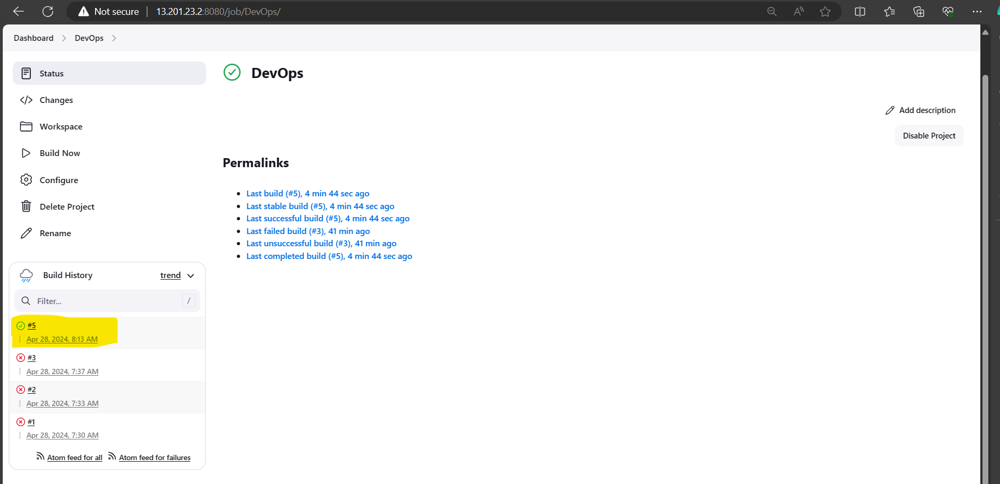 Not secure 13.201.23.2:8080/job/DevOps/
Dashboard DevOps
Status
Changes
Workspace
Build Now
Configure
Delete Project
Rename
Build History trend
Filter... /
#5
Apr 28, 2024, 8:13 AM
#3
Apr 28, 2024, 7:37 AM
#2
Apr 28, 2024, 7:33 AM
#1
Apr 28, 2024, 7:30 AM
Atom feed for all Atom feed for failures
DevOps
Add description
Disable Project
Permalinks
Last build (#5), 4 min 44 sec ago
Last stable build (#5), 4 min 44 sec ago
Last successful build (#5), 4 min 44 sec ago
Last failed build (#3), 41 min ago
Last unsuccessful build (#3), 41 min ago
Last completed build (#5), 4 min 44 sec ago